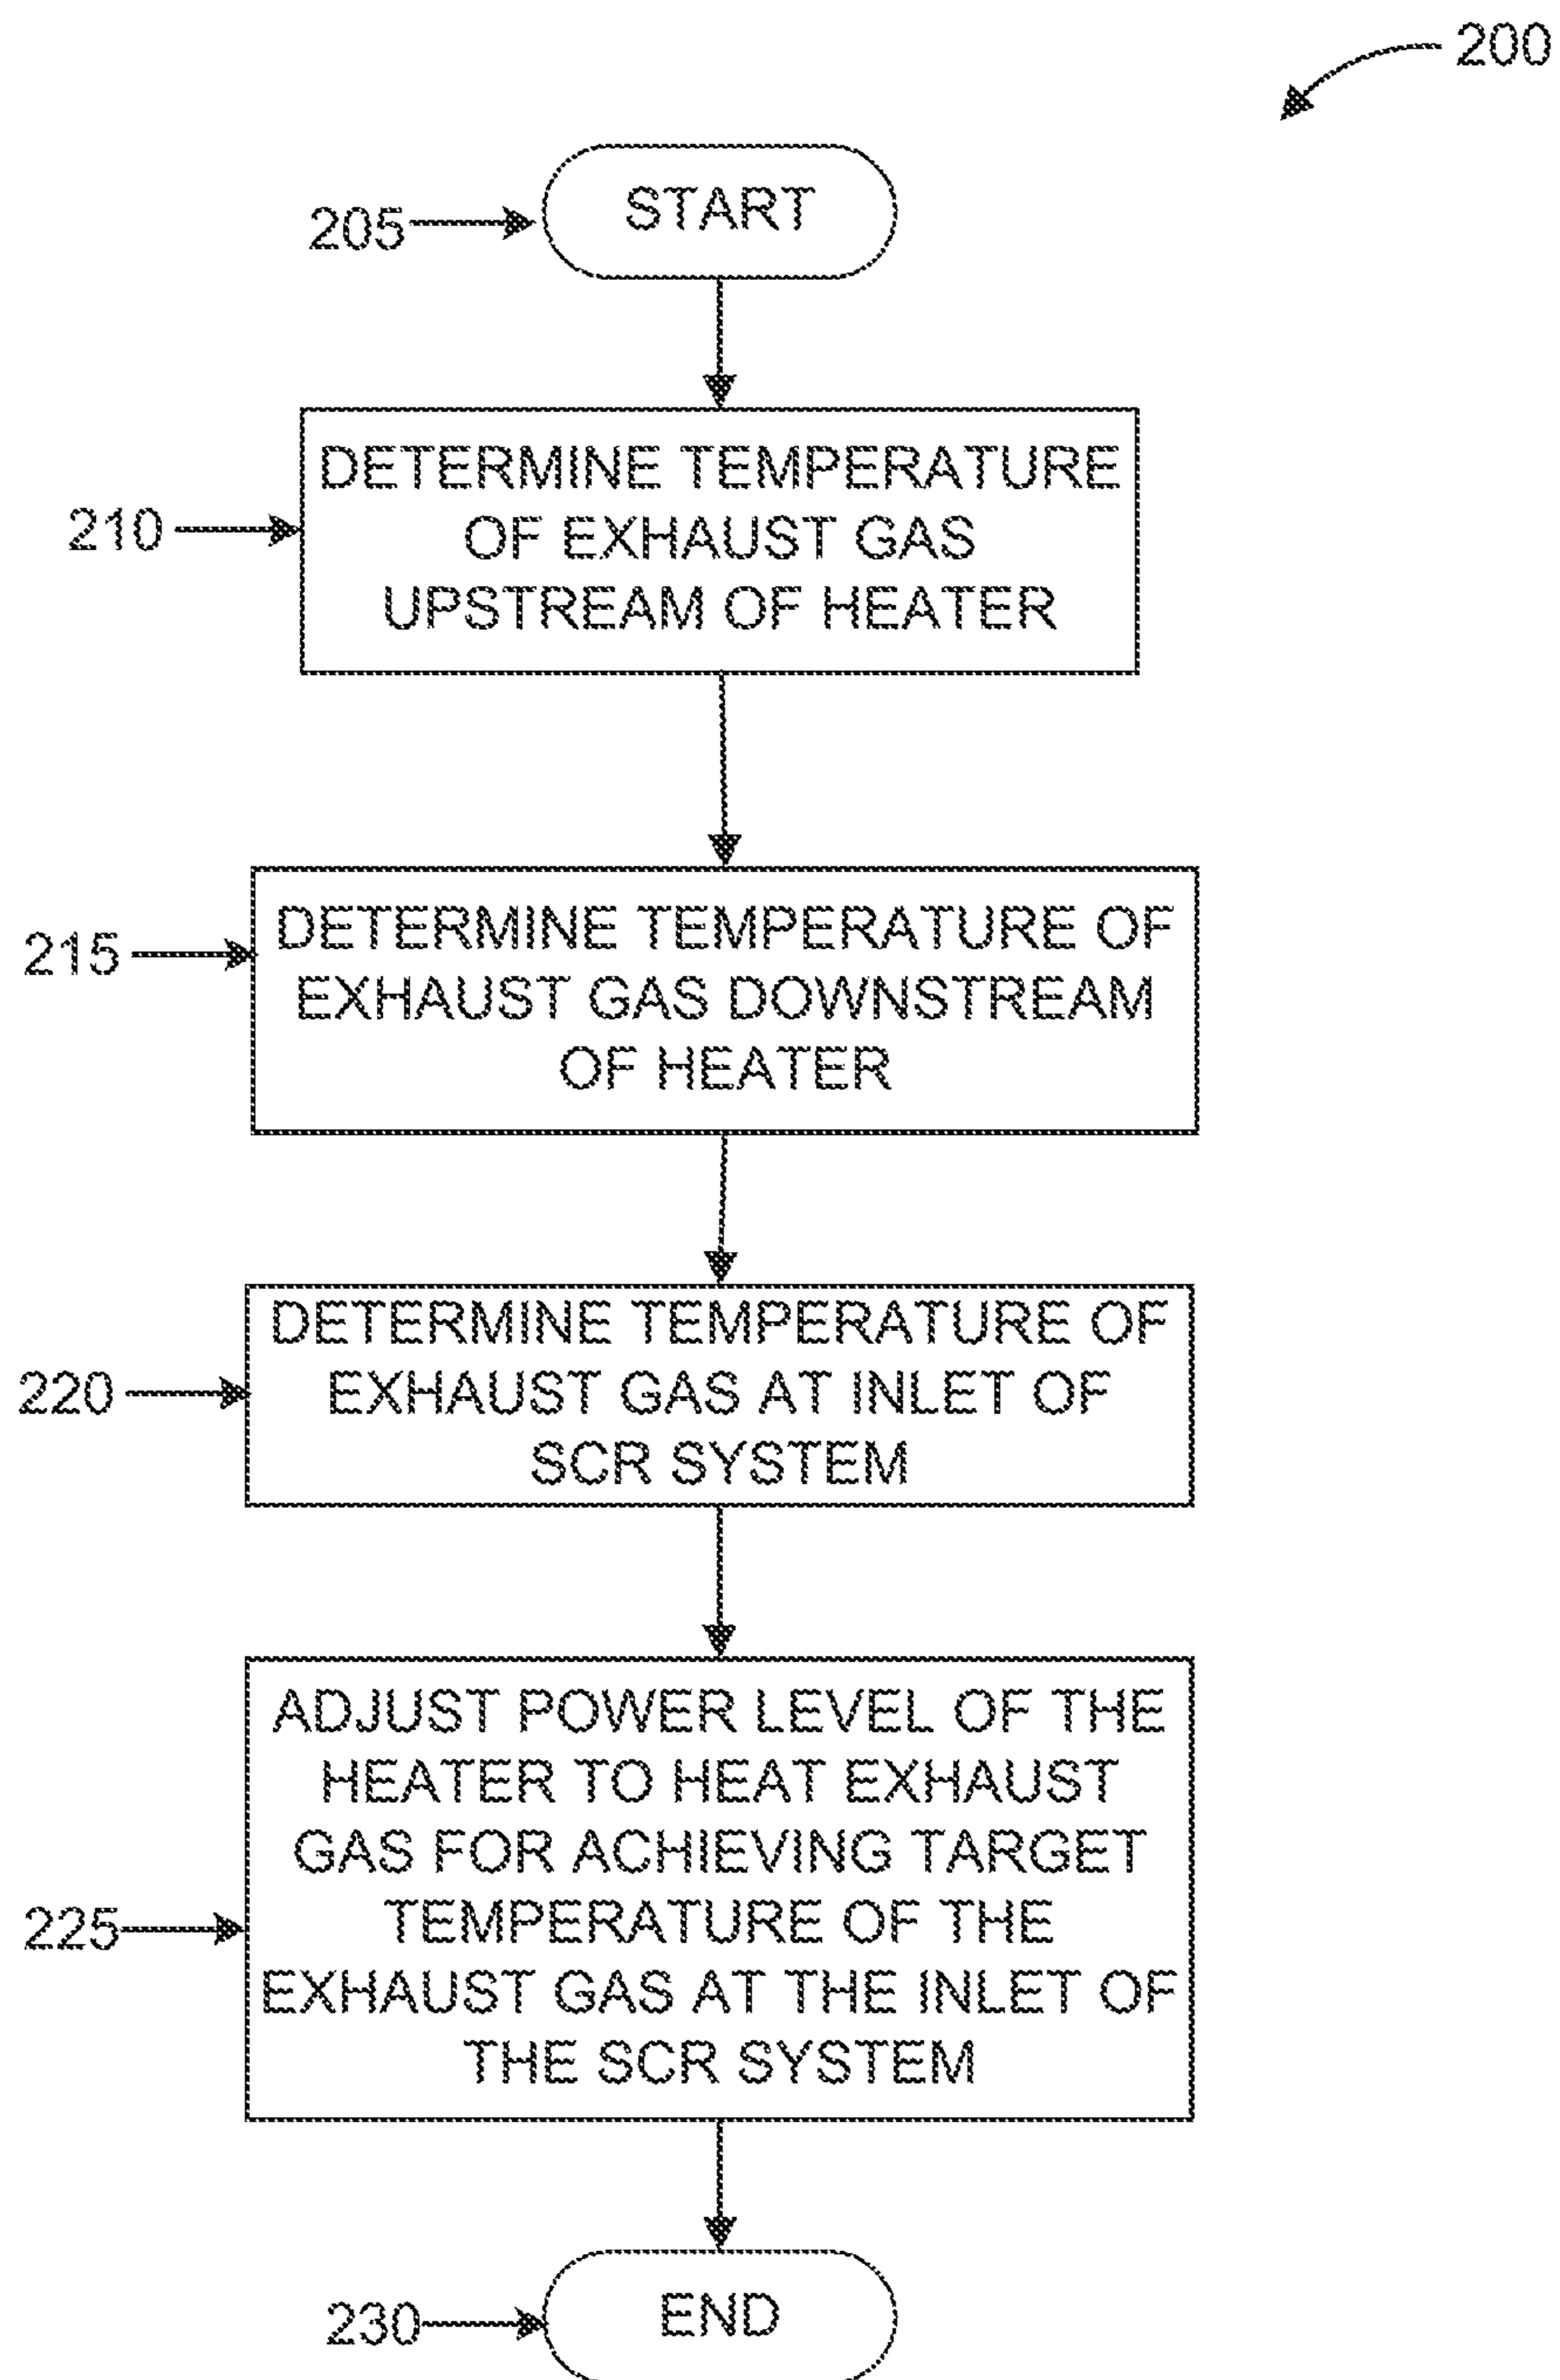 200
205
START
210
DETERMINE TEMPERATURE
OF EXHAUST GAS
UPSTREAM OF HEATER
215
DETERMINE TEMPERATURE OF
EXHAUST GAS DOWNSTREAM
OF HEATER
220
DETERMINE TEMPERATURE OF
EXHAUST GAS AT INLET OF
SCR SYSTEM
225
ADJUST POWER LEVEL OF THE
HEATER TO HEAT EXHAUST
GAS FOR ACHIEVING TARGET
TEMPERATURE OF THE
EXHAUST GAS AT THE INLET OF
THE SCR SYSTEM
230
END